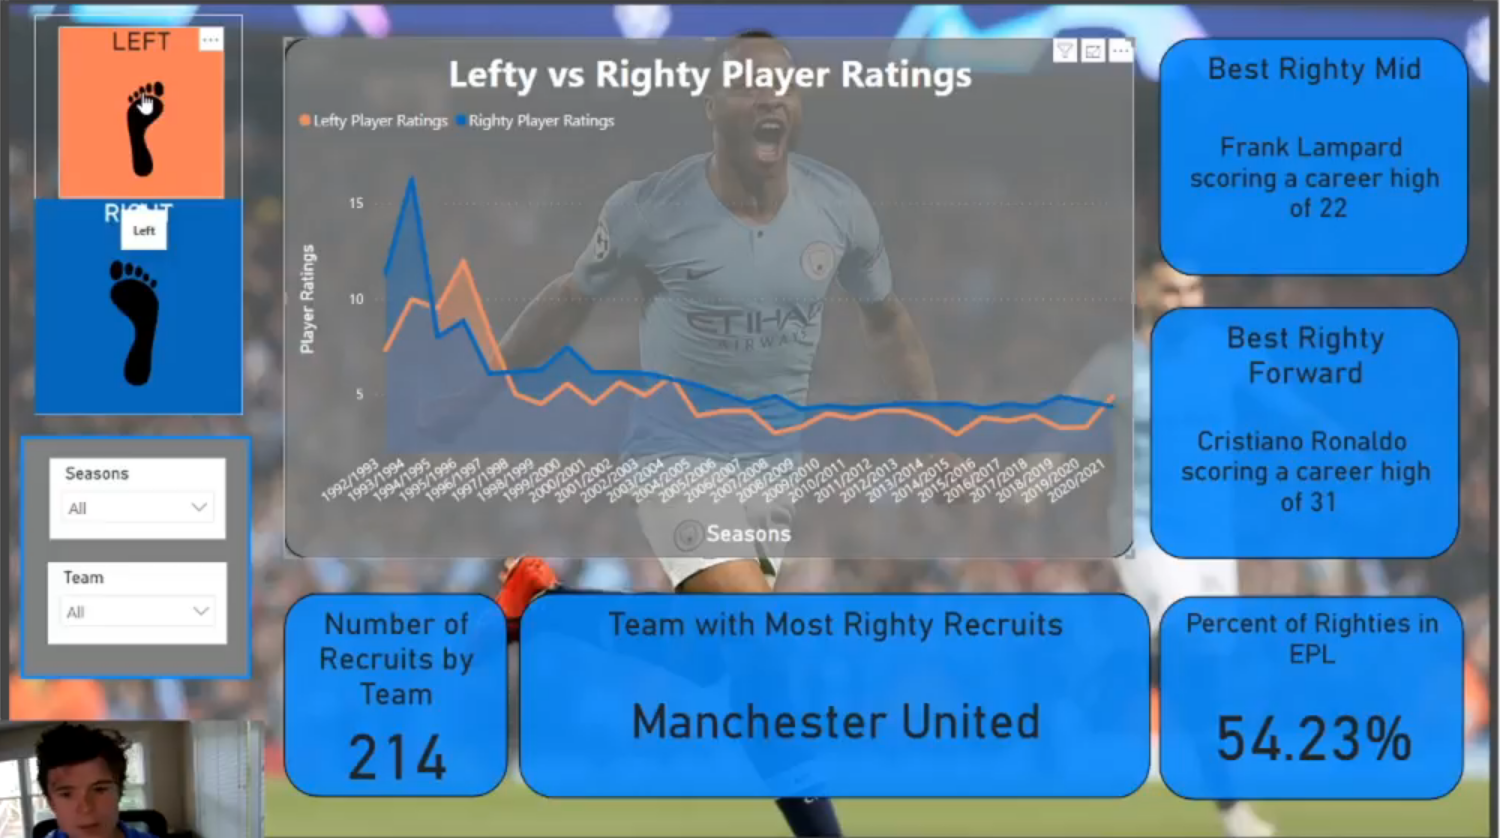 LEFT
RIGHT
Left
Seasons
All
Team
All
Lefty vs Righty Player Ratings
Lefty Player Ratings
Righty Player Ratings
Player Ratings
15
10
5
ETIHAD
AIRWAYS
1992/1993
1993/1994
1994/1995
1995/1996
1996/1997
1997/1998
1998/1999
1999/2000
2000/2001
2001/2002
2002/2003
2003/2004
2004/2005
2005/2006
2006/2007
2007/2008
2008/2009
2009/2010
2010/2011
2011/2012
2012/2013
2013/2014
2014/2015
2015/2016
2016/2017
2017/2018
2018/2019
2019/2020
2020/2021
Seasons
Best Righty Mid
Frank Lampard
scoring a career high
of 22
Best Righty
Forward
Cristiano Ronaldo
scoring a career high
of 31
Number of
Recruits by
Team
214
Team with Most Righty Recruits
Manchester United
Percent of Righties in
EPL
54.23%